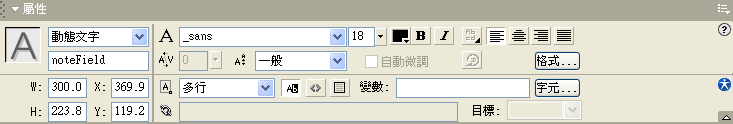 屬性
動態文字 A _sans 18 B I
noteField A/V 0 一般 自動微調 格式...
W: 300.0 X: 369.9 多行 變數: 字元...
H: 223.8 Y: 119.2 目標: